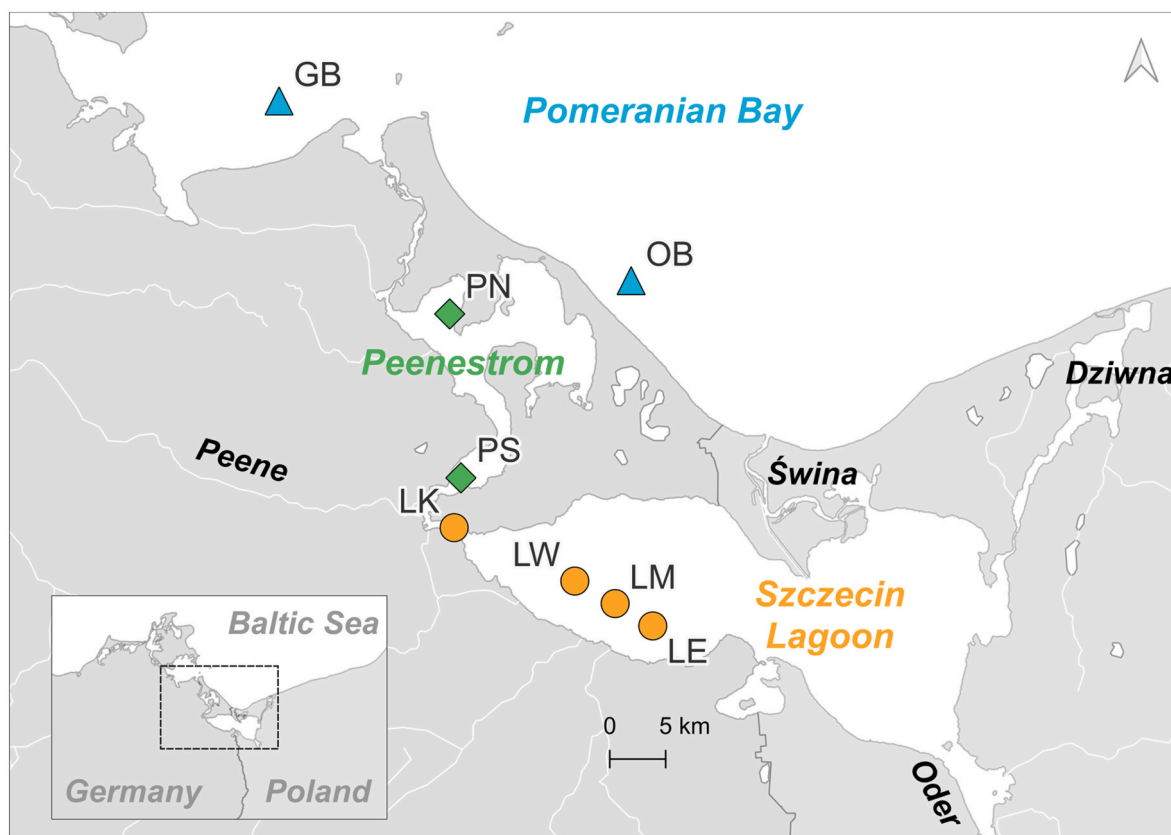 GB
Pomeranian Bay
OB
PN
Peenestrom
Dziwna
Peene
PS
Świna
LK
LW
LM
Szczecin
Lagoon
LE
Baltic Sea
0 5 km
Germany
Poland
Oder